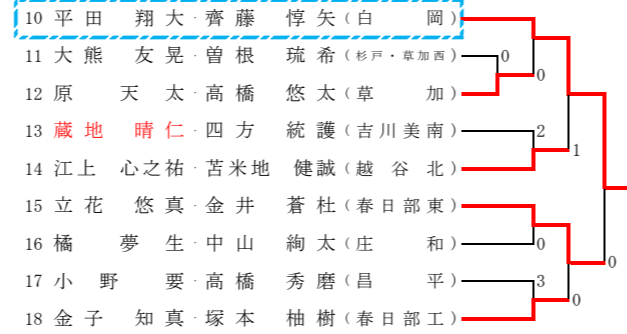 10 平田 翔大・齊藤 惇矢（白岡）
11 大熊 友晃・曽根 琉希（杉戸・草加西） 0
0
12 原 天太・高橋 悠太（草加）
13 蔵地 晴仁・四方 統護（吉川美南） 2
1
14 江上 心之祐・苫米地 健誠（越谷北）
15 立花 悠真・金井 蒼杜（春日部東）
16 橘 夢生・中山 絢太（庄和） 0
0
17 小野 要・高橋 秀磨（昌平） 3
0
18 金子 知真・塚本 柚樹（春日部工）